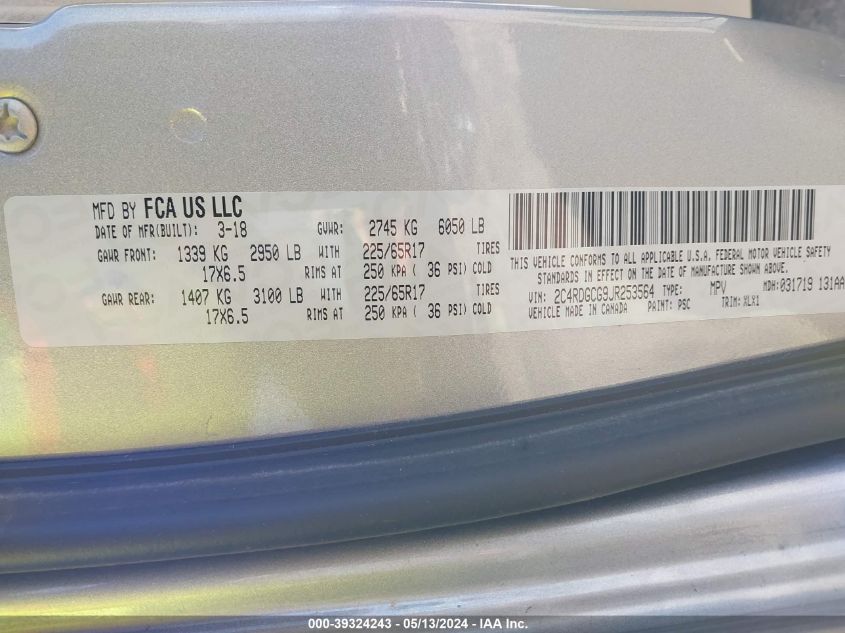 MFD BY FCA US LLC
DATE OF MFR(BUILT): 3-18 GVWR: 2745 KG 6050 LB
GAWR FRONT: 1339 KG 2950 LB WITH 225/65R17 TIRES
17X6.5 RIMS AT 250 KPA ( 36 PSI) COLD
GAWR REAR: 1407 KG 3100 LB WITH 225/65R17 TIRES
17X6.5 RIMS AT 250 KPA ( 36 PSI) COLD
THIS VEHICLE CONFORMS TO ALL APPLICABLE U.S.A. FEDERAL MOTOR VEHICLE SAFETY
STANDARDS IN EFFECT ON THE DATE OF MANUFACTURE SHOWN ABOVE.
VIN: 2C4RDGCG9JR253564 TYPE: MPV MDH: 031719 131AA
VEHICLE MADE IN CANADA PAINT: PSC TRIM: XLX1
000-39324243 - 05/13/2024 - IAA Inc.